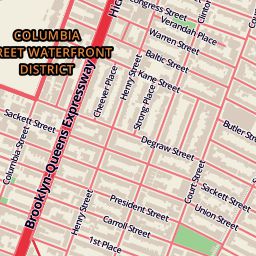 Congress Street
Verandah Place
Clinton
Warren Street
COLUMBIA
STREET WATERFRONT
DISTRICT
Baltic Street
Kane Street
Cheever Place
Henry Street
Strong Place
Butler Street
Sackett Street
Degraw Street
Columbia Street
Brooklyn-Queens Expressway
Court Street
Sackett Street
Henry Street
President Street
Union Street
Carroll Street
1st Place